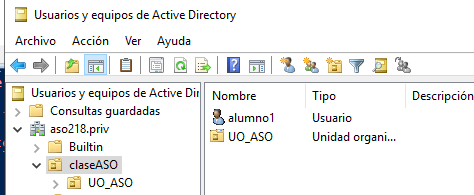 Usuarios y equipos de Active Directory
Archivo Acción Ver Ayuda
Usuarios y equipos de Active Dir
Consultas guardadas
aso218.priv
Builtin
claseASO
UO_ASO
Nombre Tipo Descripción
alumno1 Usuario
UO_ASO Unidad organi...